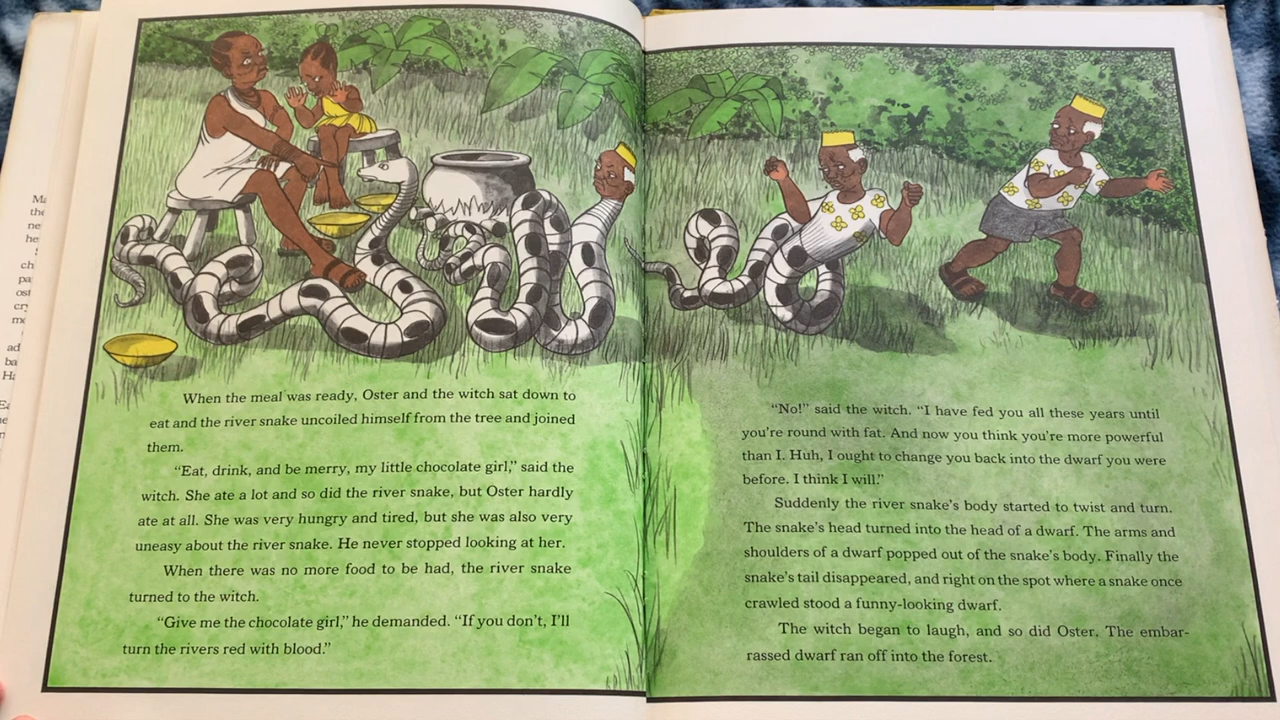 When the meal was ready, Oster and the witch sat down to
eat and the river snake uncoiled himself from the tree and joined
them.
“Eat, drink, and be merry, my little chocolate girl,” said the
witch. She ate a lot and so did the river snake, but Oster hardly
ate at all. She was very hungry and tired, but she was also very
uneasy about the river snake. He never stopped looking at her.
When there was no more food to be had, the river snake
turned to the witch.
“Give me the chocolate girl,” he demanded. “If you don’t, I’ll
turn the rivers red with blood.”
“No!” said the witch. “I have fed you all these years until
you’re round with fat. And now you think you’re more powerful
than I. Huh, I ought to change you back into the dwarf you were
before. I think I will.”
Suddenly the river snake’s body started to twist and turn.
The snake’s head turned into the head of a dwarf. The arms and
shoulders of a dwarf popped out of the snake’s body. Finally the
snake’s tail disappeared, and right on the spot where a snake once
crawled stood a funny-looking dwarf.
The witch began to laugh, and so did Oster. The embar-
rassed dwarf ran off into the forest.